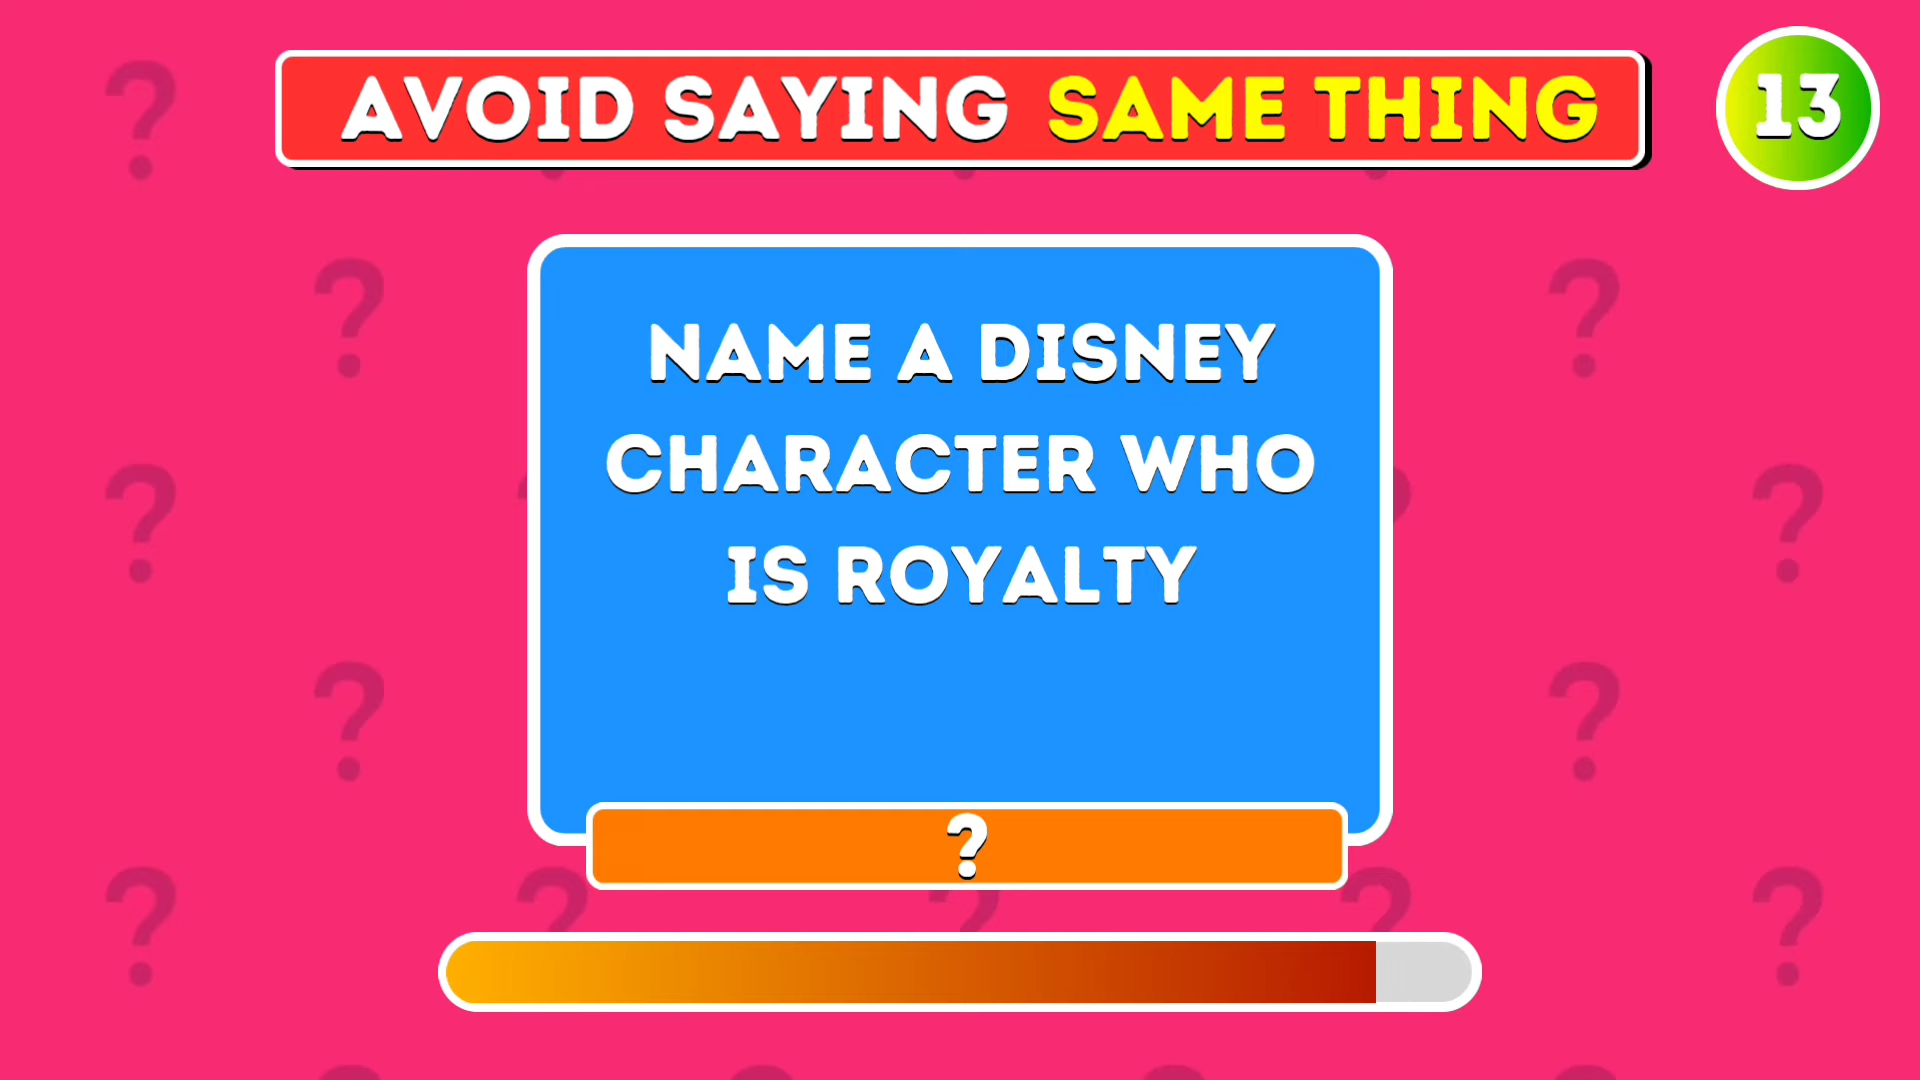 AVOID SAYING SAME THING
13
NAME A DISNEY
CHARACTER WHO
IS ROYALTY
?